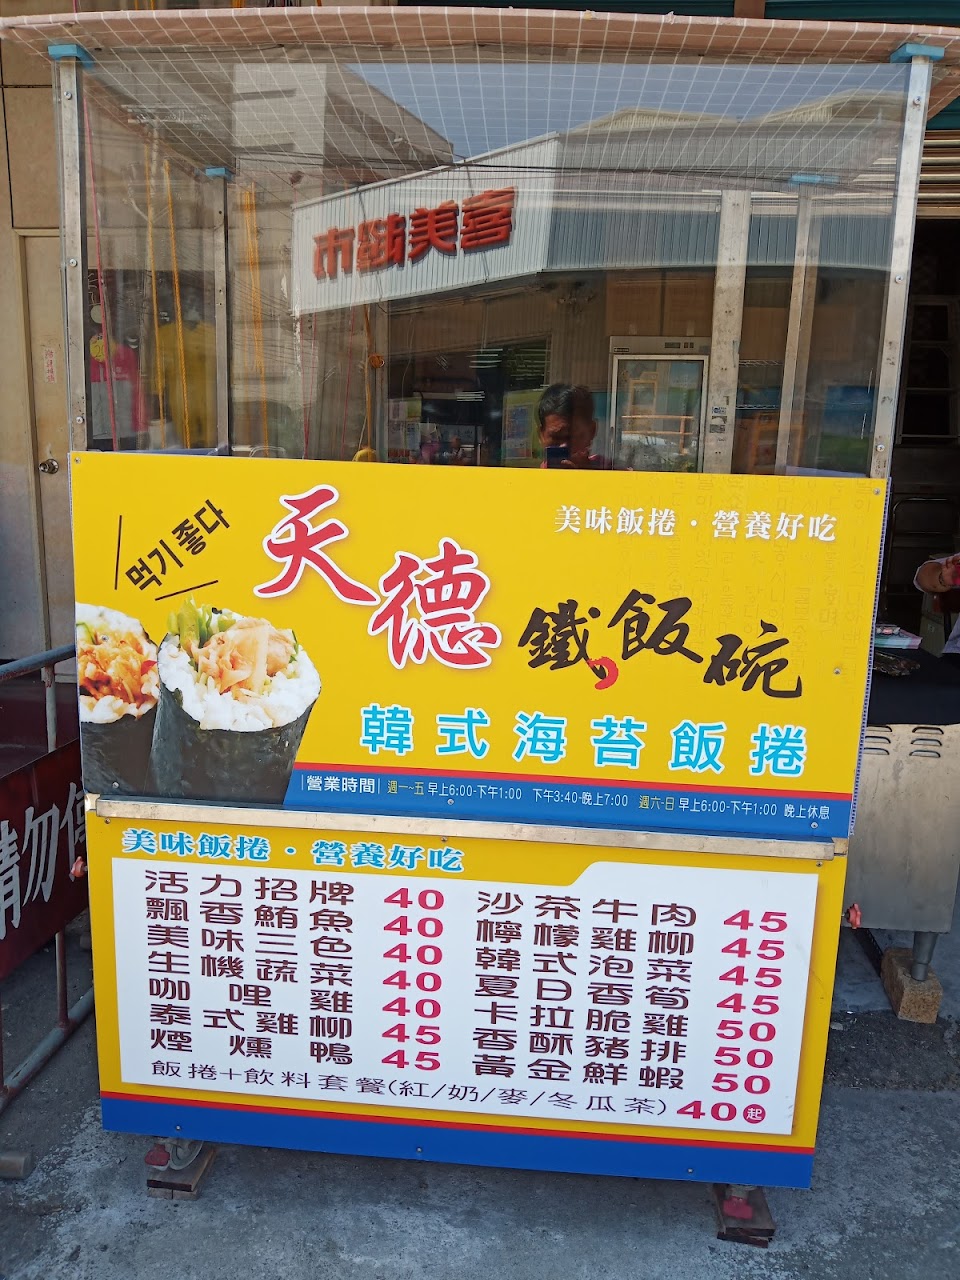 喜美超市
먹기 좋다
天德
鐵飯碗
美味飯捲·營養好吃
韓式海苔飯捲
營業時間 週一~五 早上6:00-下午1:00 下午3:40-晚上7:00 週六-日 早上6:00-下午1:00 晚上休息
美味飯捲·營養好吃
活力招牌 40
飄香鮪魚 40
美味三色 40
生機蔬菜 40
咖哩雞 40
泰式雞柳 45
煙燻鴨 45
沙茶牛肉 45
檸檬雞柳 45
韓式泡菜 45
夏日香筍 45
卡拉脆雞 50
香酥豬排 50
黃金鮮蝦 50
飯捲+飲料套餐(紅/奶/麥/冬瓜茶) 40起
請勿停